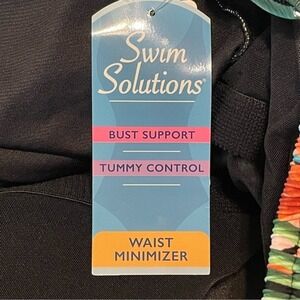 Swim
Solutions®
BUST SUPPORT
TUMMY CONTROL
WAIST
MINIMIZER